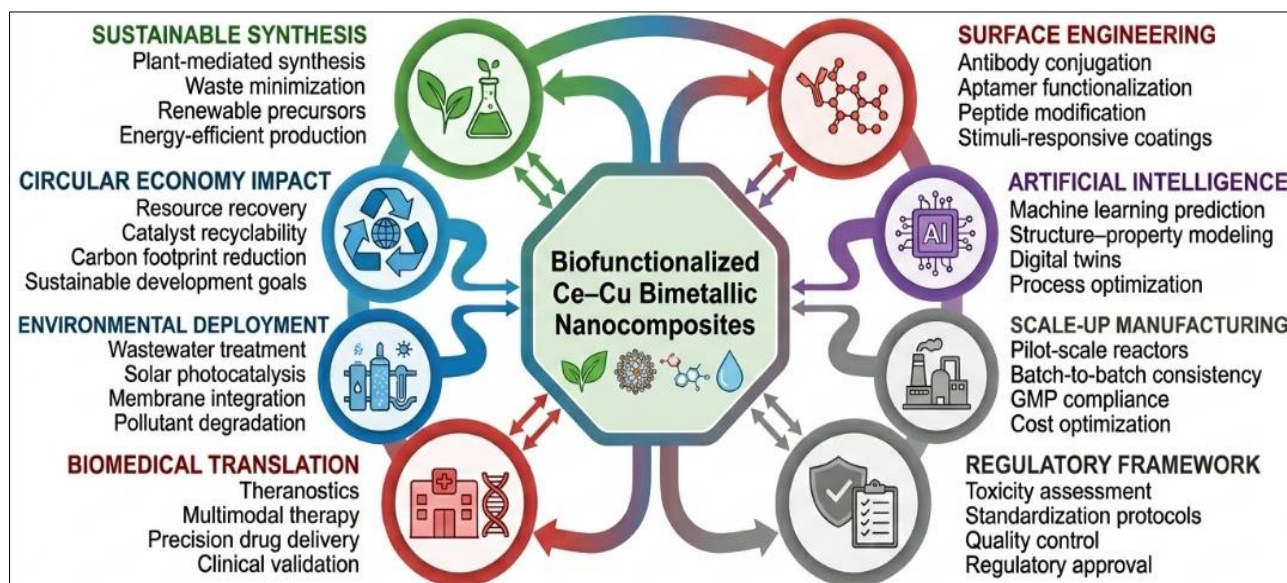 SUSTAINABLE SYNTHESIS
Plant-mediated synthesis
Waste minimization
Renewable precursors
Energy-efficient production
CIRCULAR ECONOMY IMPACT
Resource recovery
Catalyst recyclability
Carbon footprint reduction
Sustainable development goals
ENVIRONMENTAL DEPLOYMENT
Wastewater treatment
Solar photocatalysis
Membrane integration
Pollutant degradation
BIOMEDICAL TRANSLATION
Theranostics
Multimodal therapy
Precision drug delivery
Clinical validation
Biofunctionalized
Ce–Cu Bimetallic
Nanocomposites
SURFACE ENGINEERING
Antibody conjugation
Aptamer functionalization
Peptide modification
Stimuli-responsive coatings
AI
ARTIFICIAL INTELLIGENCE
Machine learning prediction
Structure–property modeling
Digital twins
Process optimization
SCALE-UP MANUFACTURING
Pilot-scale reactors
Batch-to-batch consistency
GMP compliance
Cost optimization
REGULATORY FRAMEWORK
Toxicity assessment
Standardization protocols
Quality control
Regulatory approval